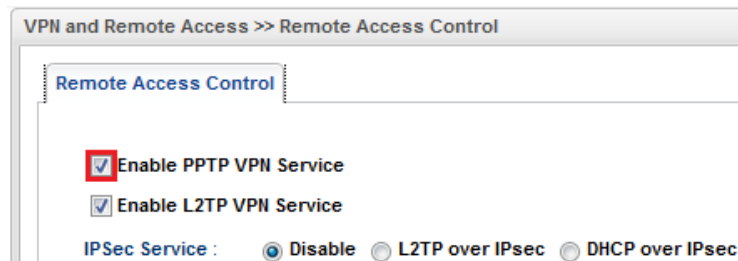 VPN and Remote Access >> Remote Access Control
Remote Access Control
Enable PPTP VPN Service
Enable L2TP VPN Service
IPSec Service : Disable L2TP over IPsec DHCP over IPsec